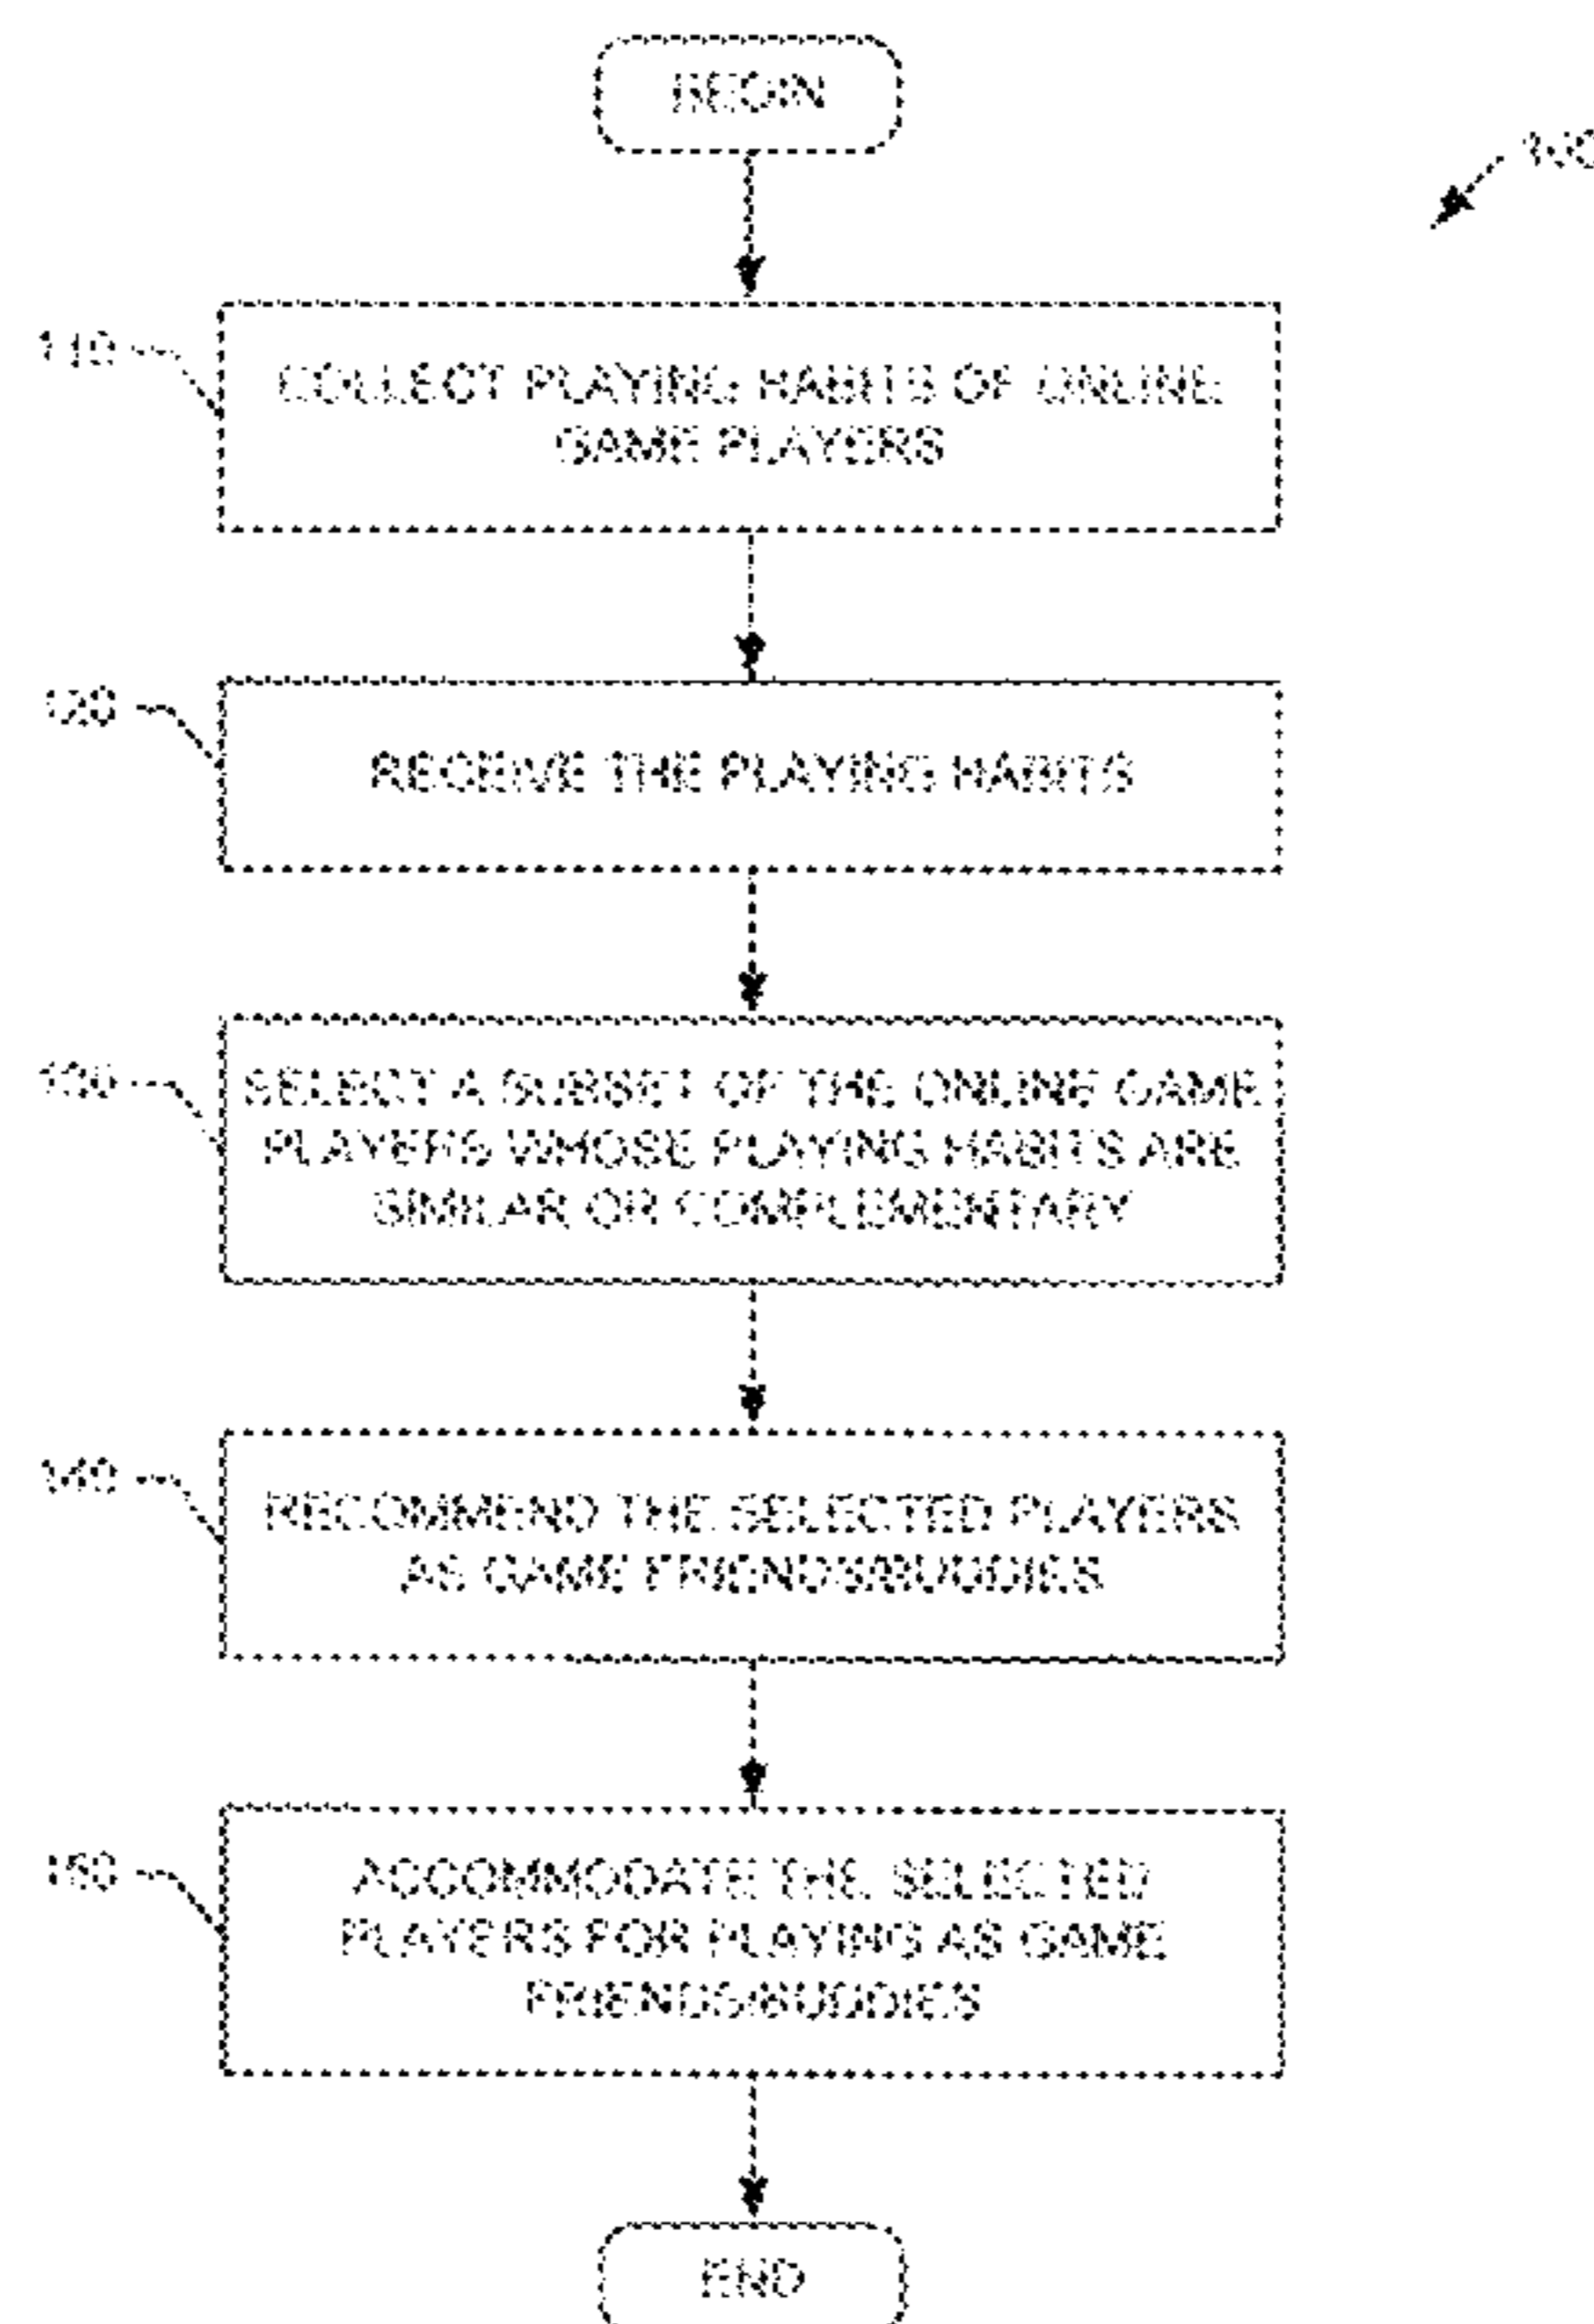 BEGIN
100
110
COLLECT PLAYING HABITS OF ONLINE
GAME PLAYERS
120
RECEIVE THE PLAYING HABITS
130
SELECT A SUBSET OF THE ONLINE GAME
PLAYERS WHOSE PLAYING HABITS ARE
SIMILAR OR COMPLEMENTARY
140
RECOMMEND THE SELECTED PLAYERS
AS GAME FRIENDS/BUDDIES
150
ACCOMMODATE THE SELECTED
PLAYERS FOR PLAYING AS GAME
FRIENDS/BUDDIES
END